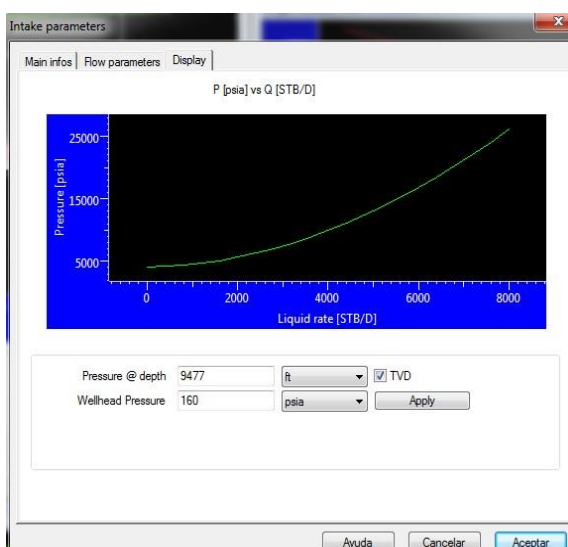 Intake parameters
Main infos Flow parameters Display
P [psia] vs Q [STB/D]
25000
15000
5000
Pressure [psia]
0 2000 4000 6000 8000
Liquid rate [STB/D]
Pressure @ depth 9477 ft TVD
Wellhead Pressure 160 psia Apply
Ayuda Cancelar Aceptar